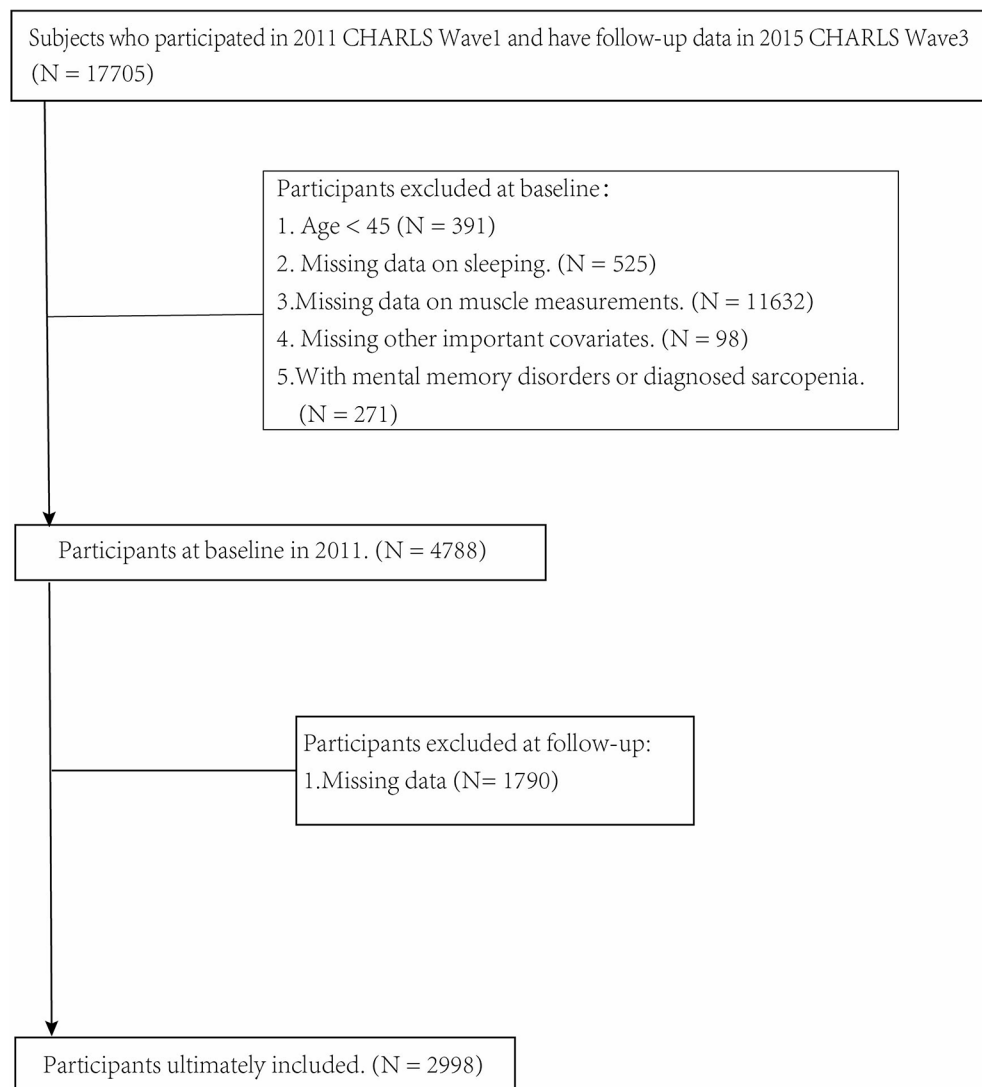 Subjects who participated in 2011 CHARLS Wave1 and have follow-up data in 2015 CHARLS Wave3
(N = 17705)
Participants excluded at baseline:
1. Age < 45 (N = 391)
2. Missing data on sleeping. (N = 525)
3.Missing data on muscle measurements. (N = 11632)
4. Missing other important covariates. (N = 98)
5.With mental memory disorders or diagnosed sarcopenia.
(N = 271)
Participants at baseline in 2011. (N = 4788)
Participants excluded at follow-up:
1.Missing data (N= 1790)
Participants ultimately included. (N = 2998)